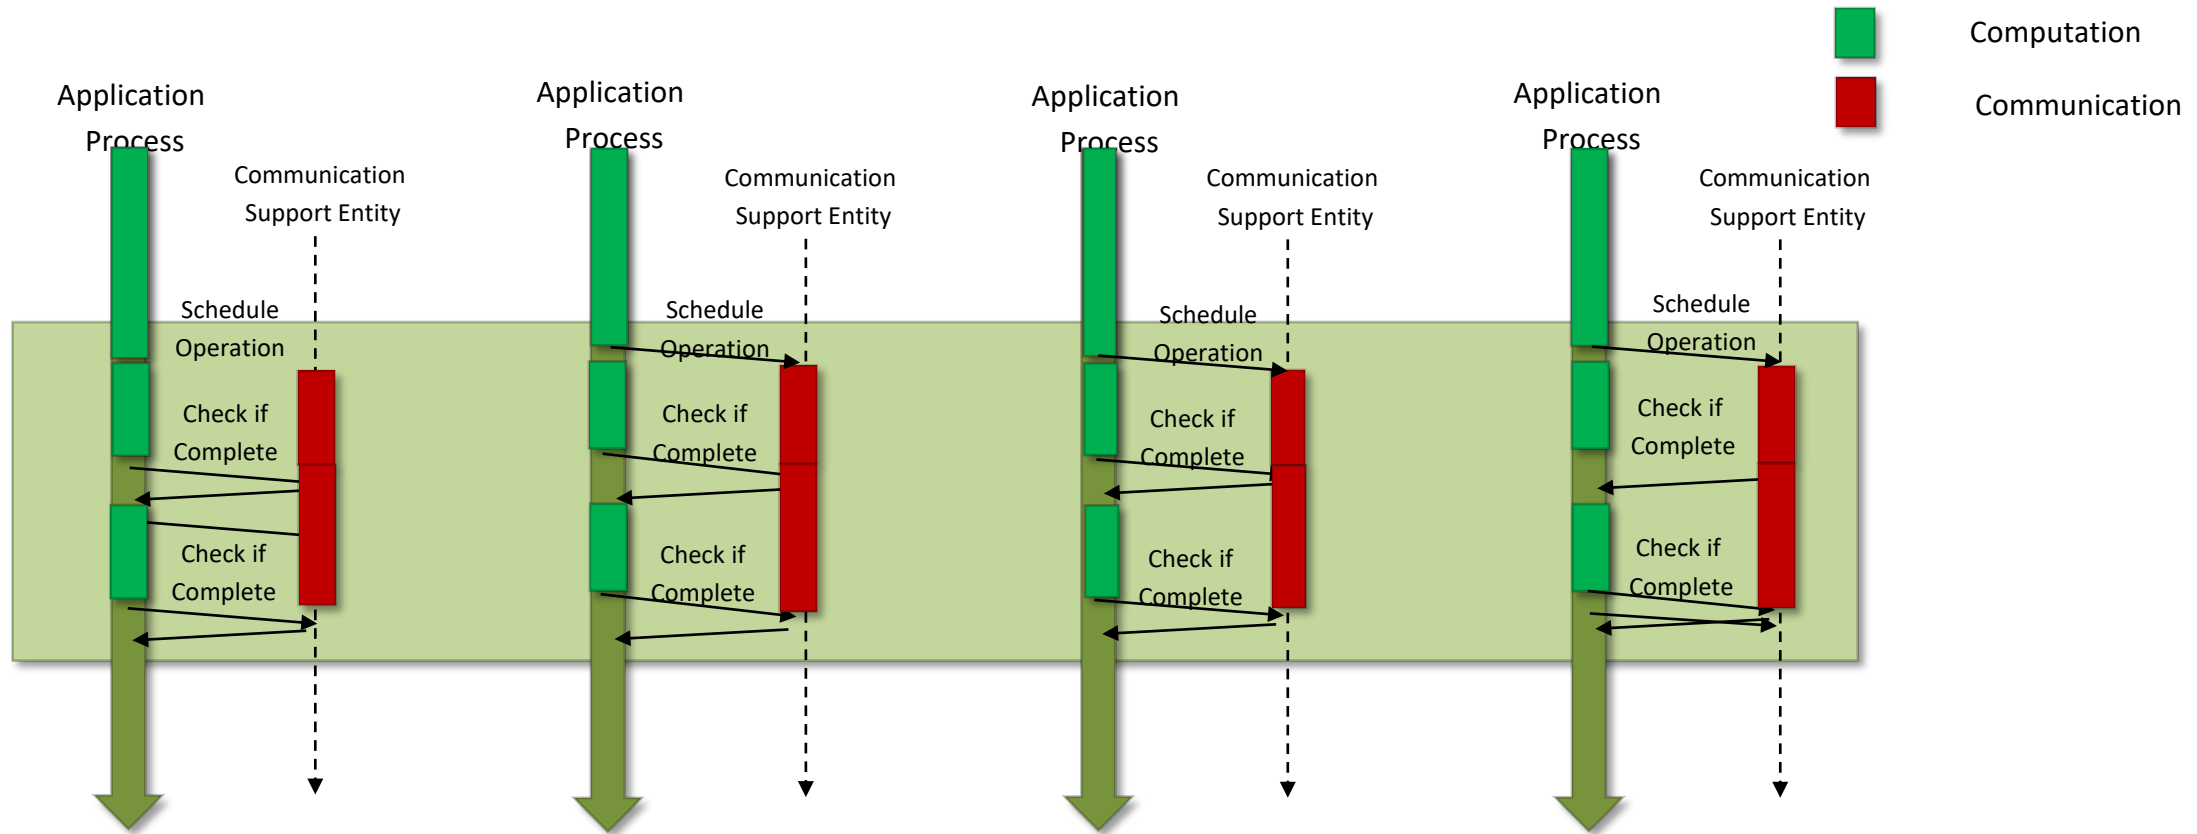 Computation
Communication
Application
Process
Communication
Support Entity
Schedule
Operation
Check if
Complete
Check if
Complete
Application
Process
Communication
Support Entity
Schedule
Operation
Check if
Complete
Check if
Complete
Application
Process
Communication
Support Entity
Schedule
Operation
Check if
Complete
Check if
Complete
Application
Process
Communication
Support Entity
Schedule
Operation
Check if
Complete
Check if
Complete